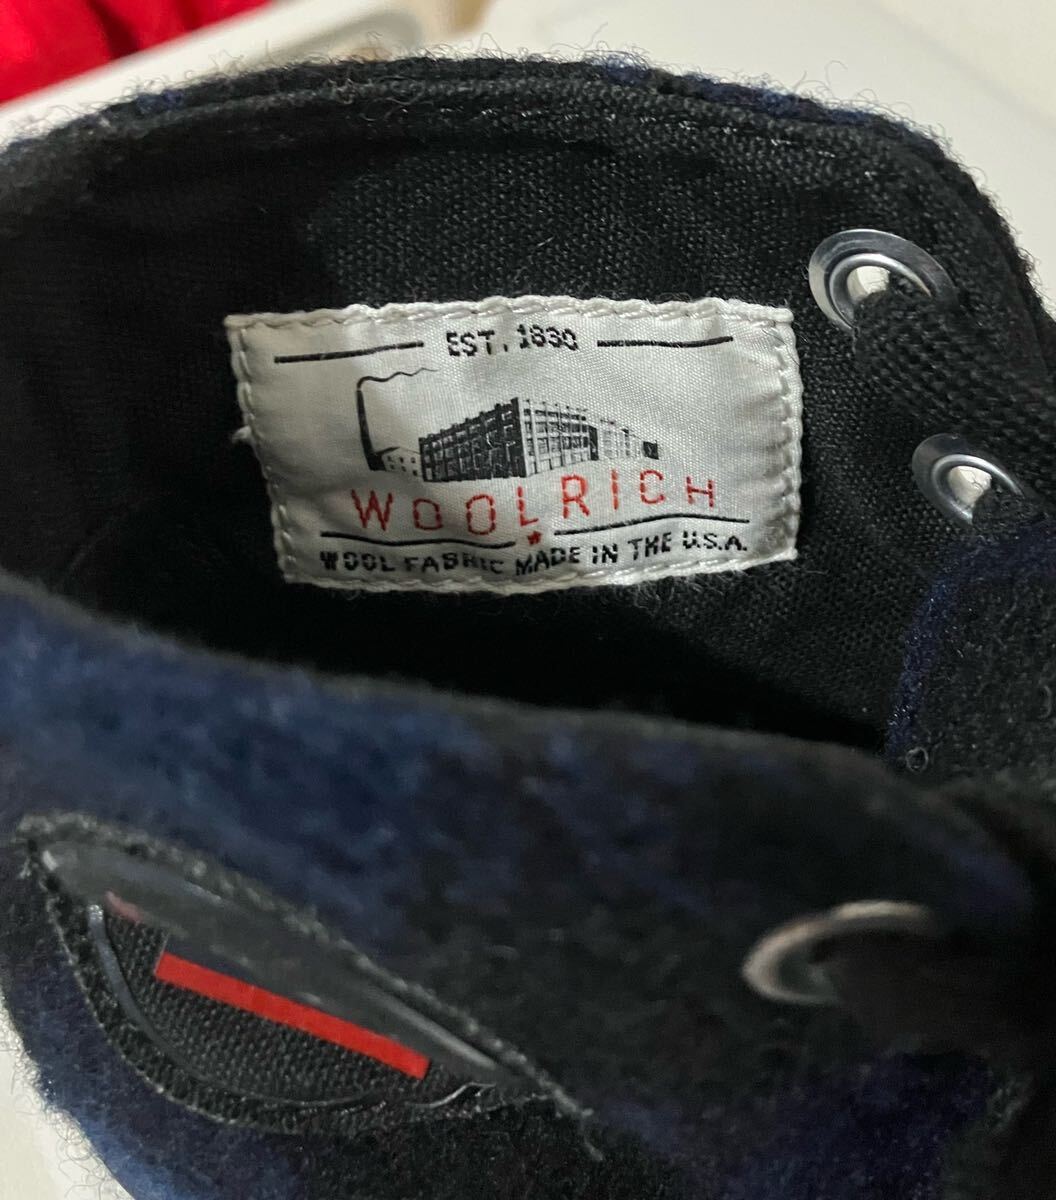 EST. 1830
WOOLRICH
WOOL FABRIC MADE IN THE U.S.A.